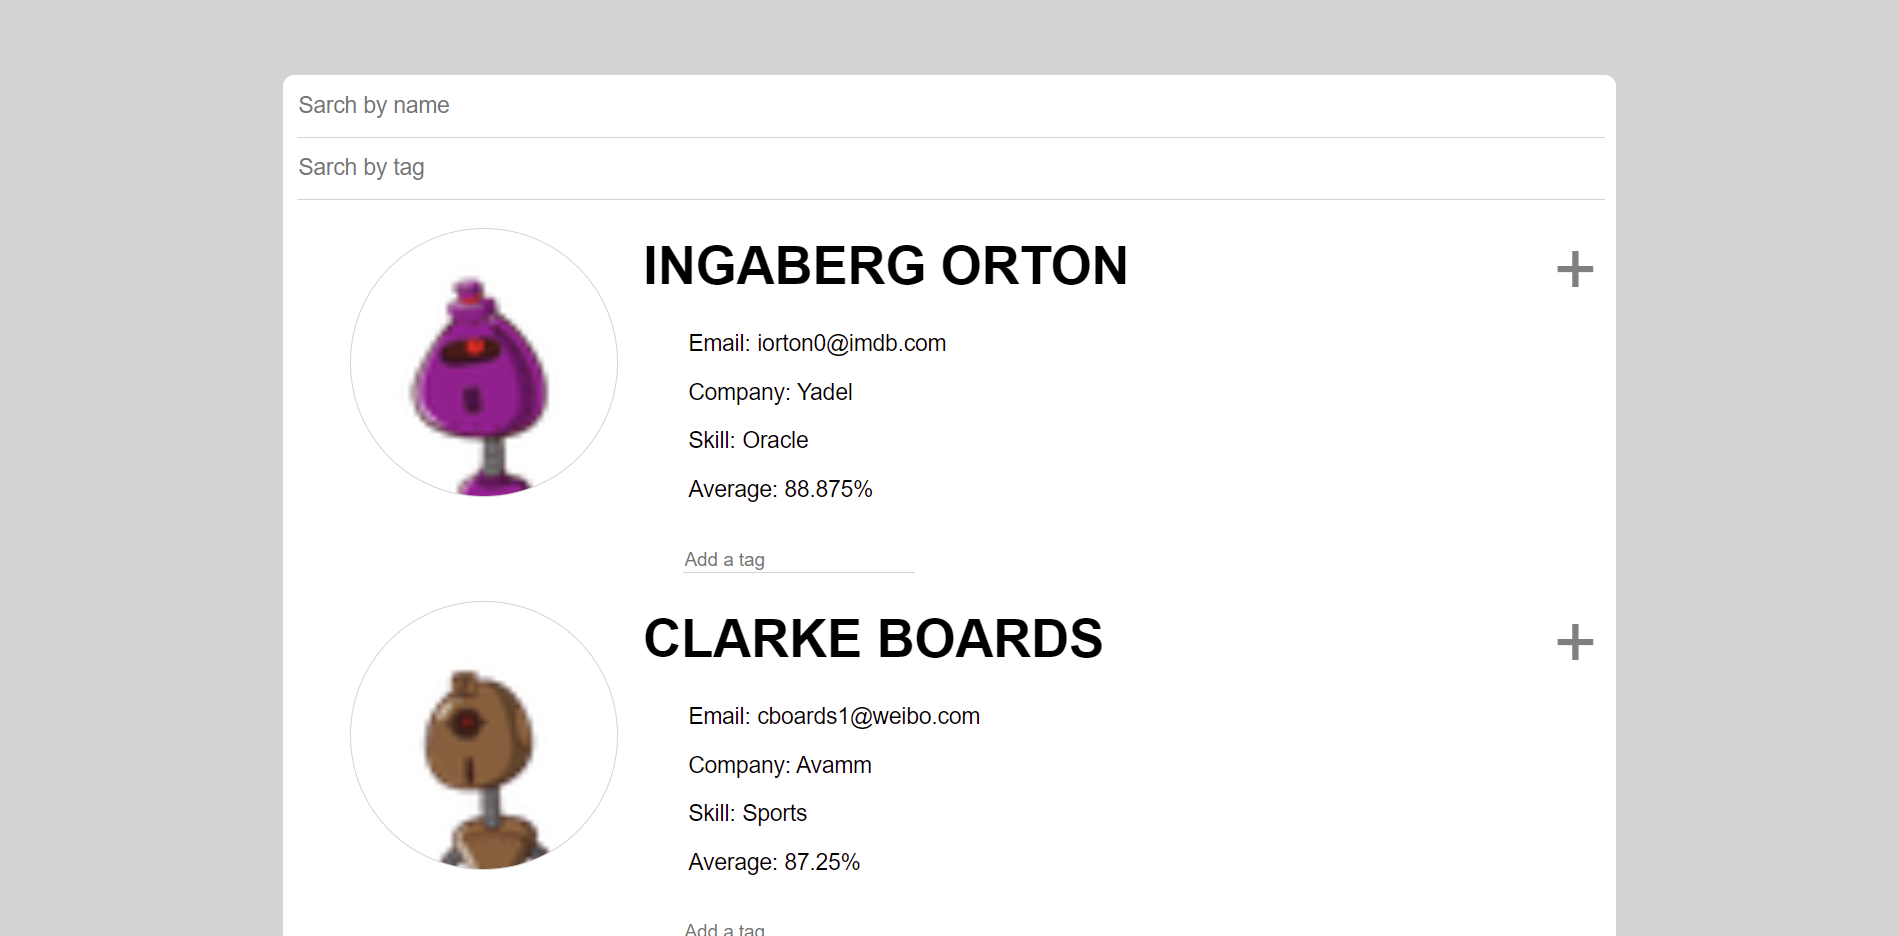 Sarch by name
Sarch by tag
INGABERG ORTON
Email: iorton0@imdb.com
Company: Yadel
Skill: Oracle
Average: 88.875%
Add a tag
CLARKE BOARDS
Email: cboards1@weibo.com
Company: Avamm
Skill: Sports
Average: 87.25%
Add a tag